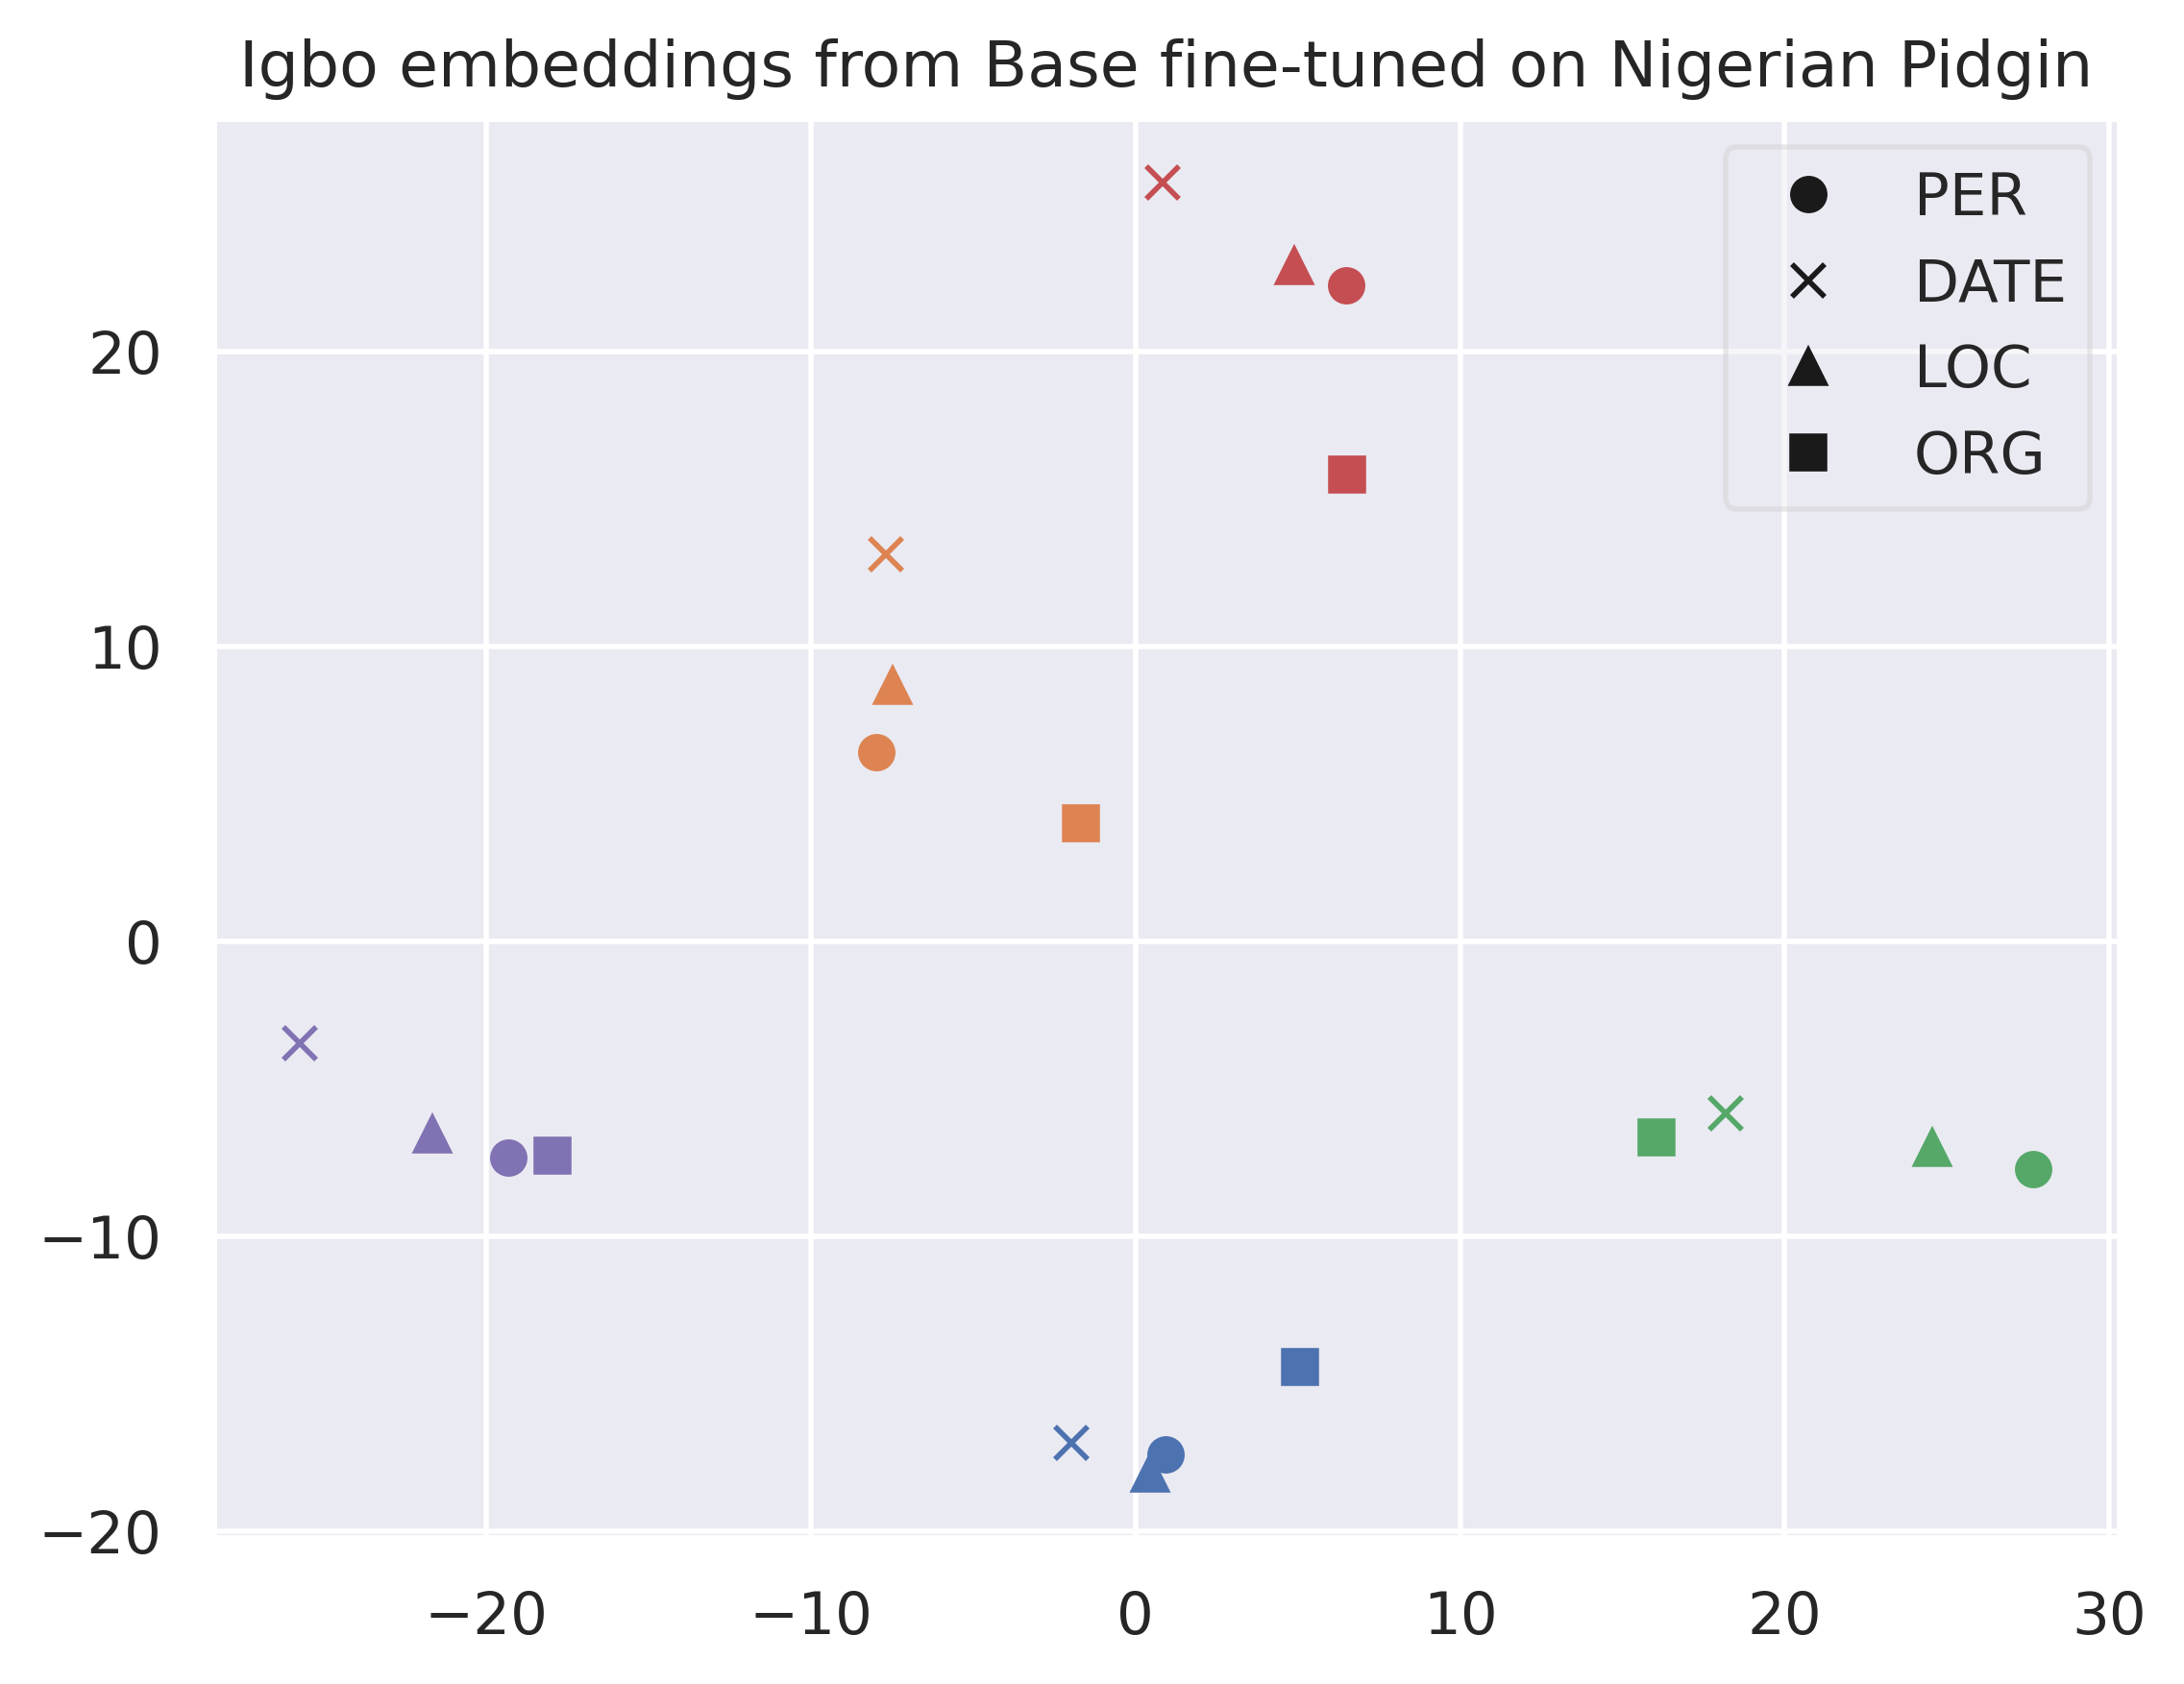 Igbo embeddings from Base fine-tuned on Nigerian Pidgin
PER
DATE
LOC
ORG
20
10
0
−10
−20
−20 −10 0 10 20 30